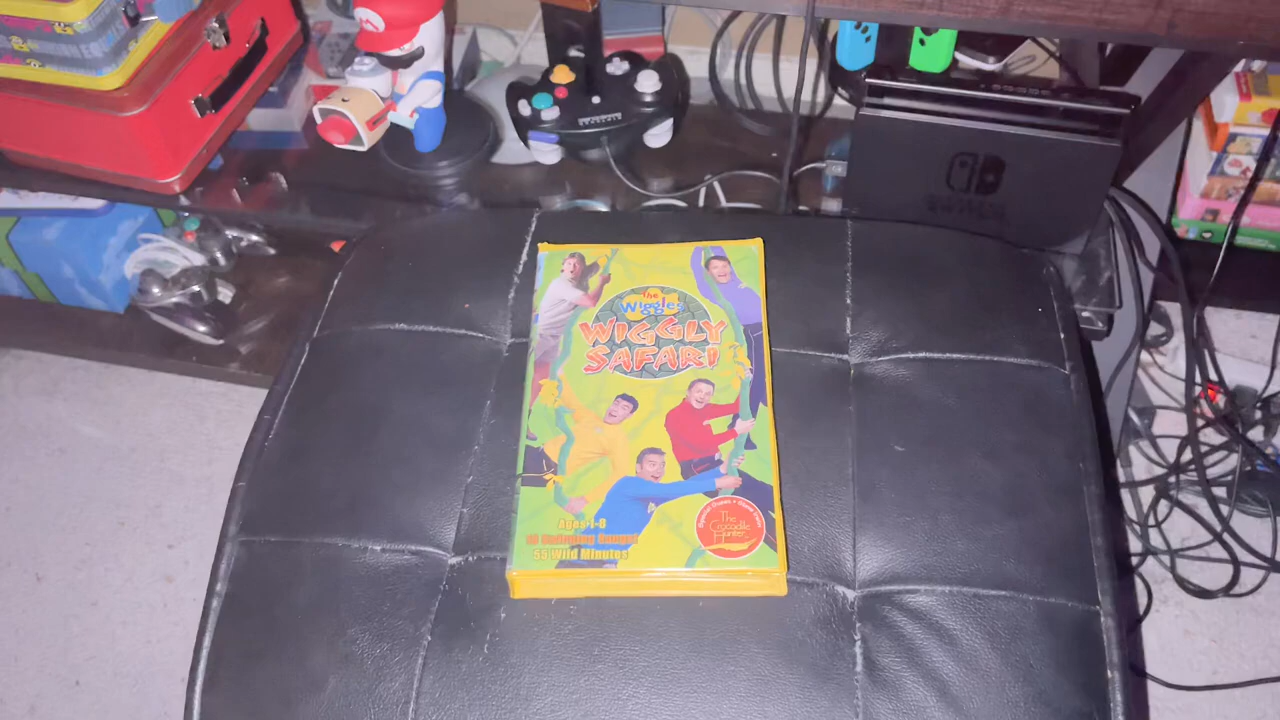 the
Wiggles
WIGGLY
SAFARI
Ages 1-8
55 Wild Minutes
The
Crocodile
Hunter